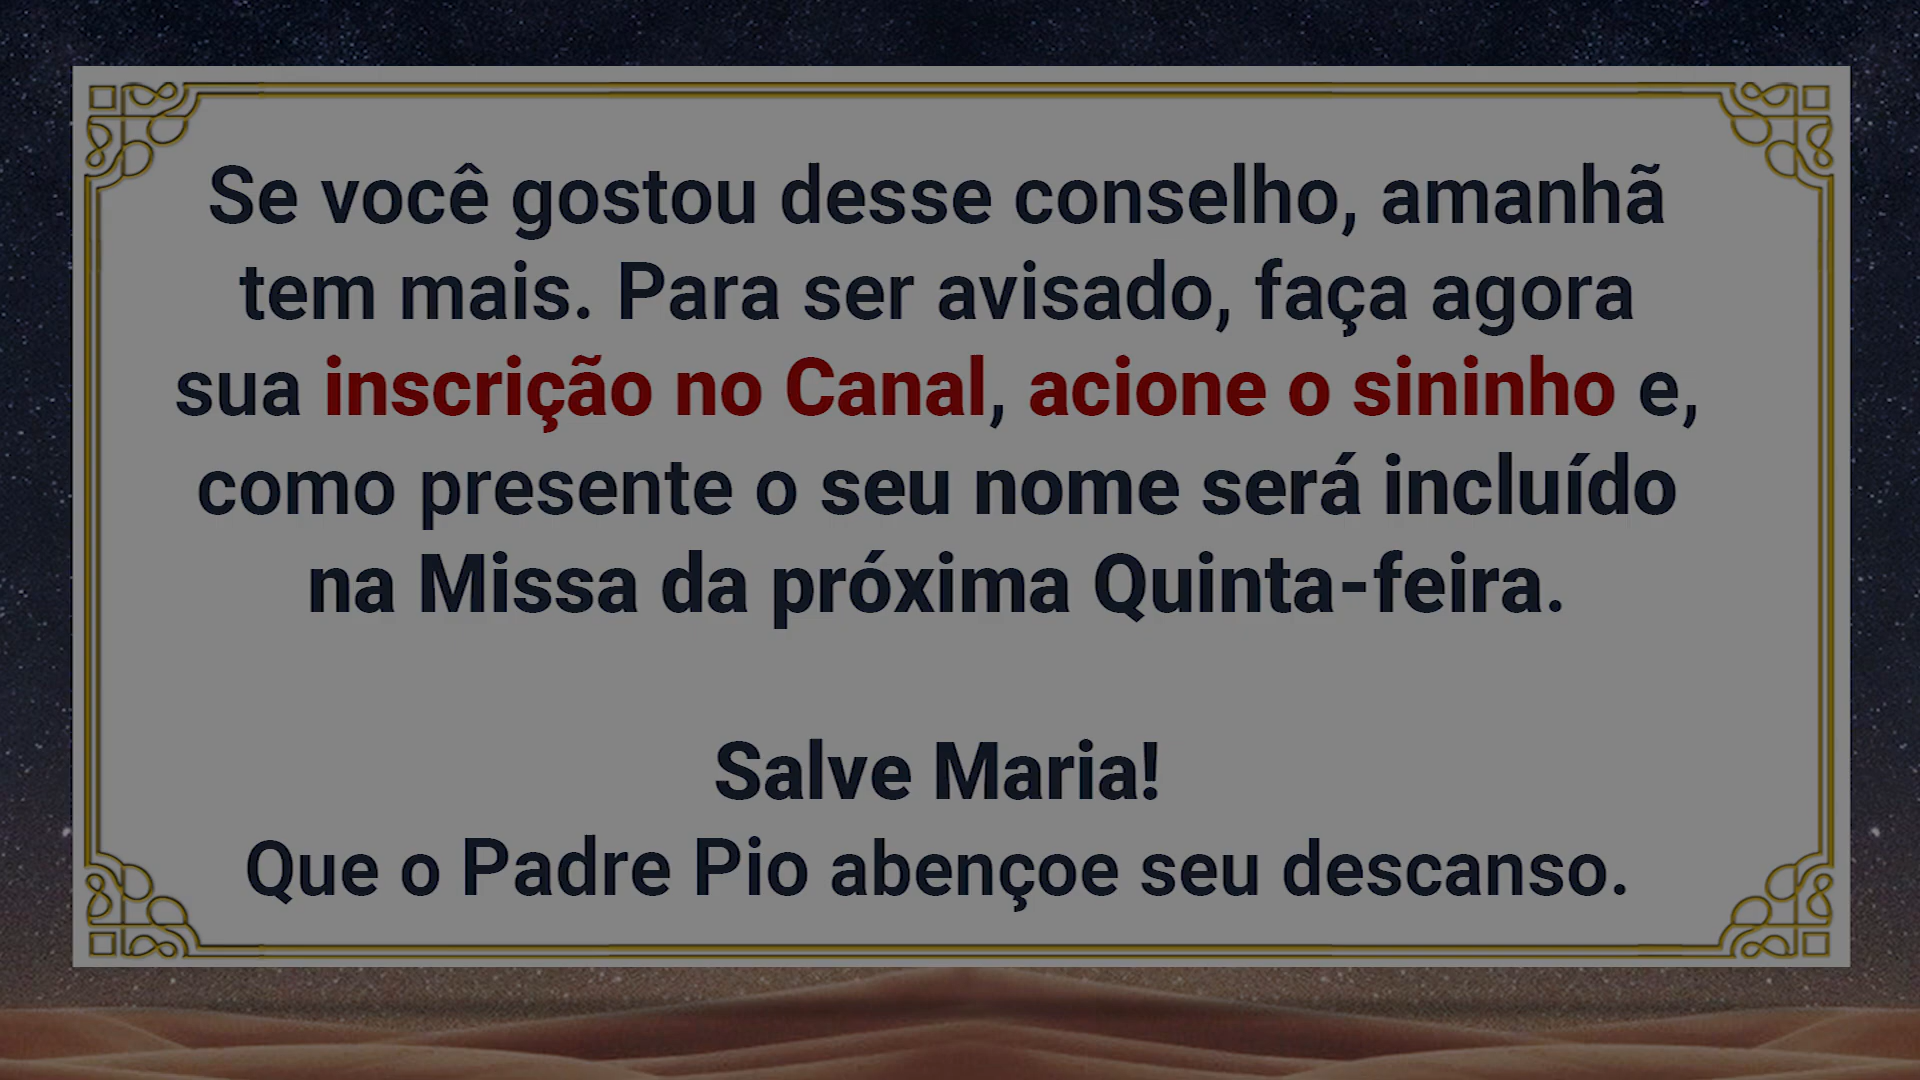 Se você gostou desse conselho, amanhã
tem mais. Para ser avisado, faça agora
sua inscrição no Canal, acione o sininho e,
como presente o seu nome será incluído
na Missa da próxima Quinta-feira.
Salve Maria!
Que o Padre Pio abençoe seu descanso.